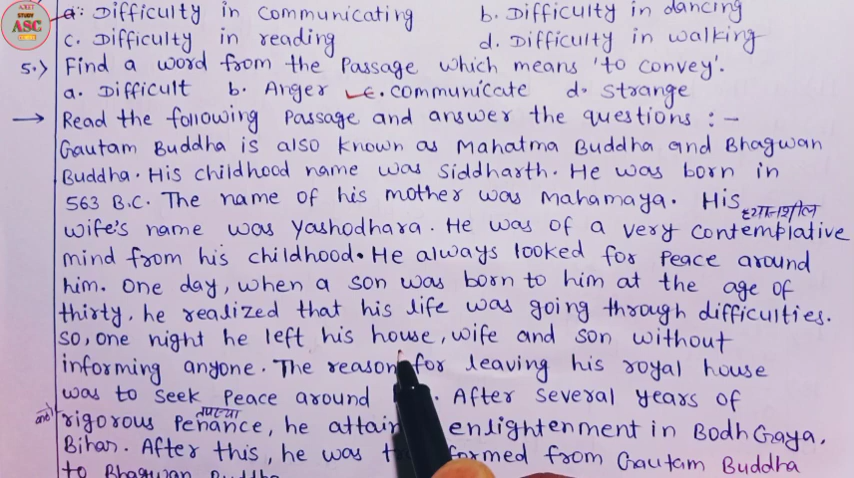 AXIT
STUDY
ASC
a. Difficulty in communicating b. Difficulty in dancing
c. Difficulty in reading d. Difficulty in walking
5.) Find a word from the Passage which means 'to convey'.
a. Difficult b. Anger c. communicate d. Strange
→ Read the following Passage and answer the questions :-
Gautam Buddha is also known as Mahatma Buddha and Bhagwan
Buddha. His childhood name was Siddharth. He was born in
563 B.C. The name of his mother was Mahamaya. His
ध्यानशील
wife's name was Yashodhara. He was of a very contemplative
mind from his childhood. He always looked for Peace around
him. One day, when a son was born to him at the age of
thirty, he realized that his life was going through difficulties.
So, one night he left his house, wife and son without
informing anyone. The reason for leaving his royal house
was to seek Peace around . After several years of
तपस्या
rigorous Penance, he attain enlightenment in Bodh Gaya,
Bihar. After this, he was t formed from Gautam Buddha
to Bhagwan